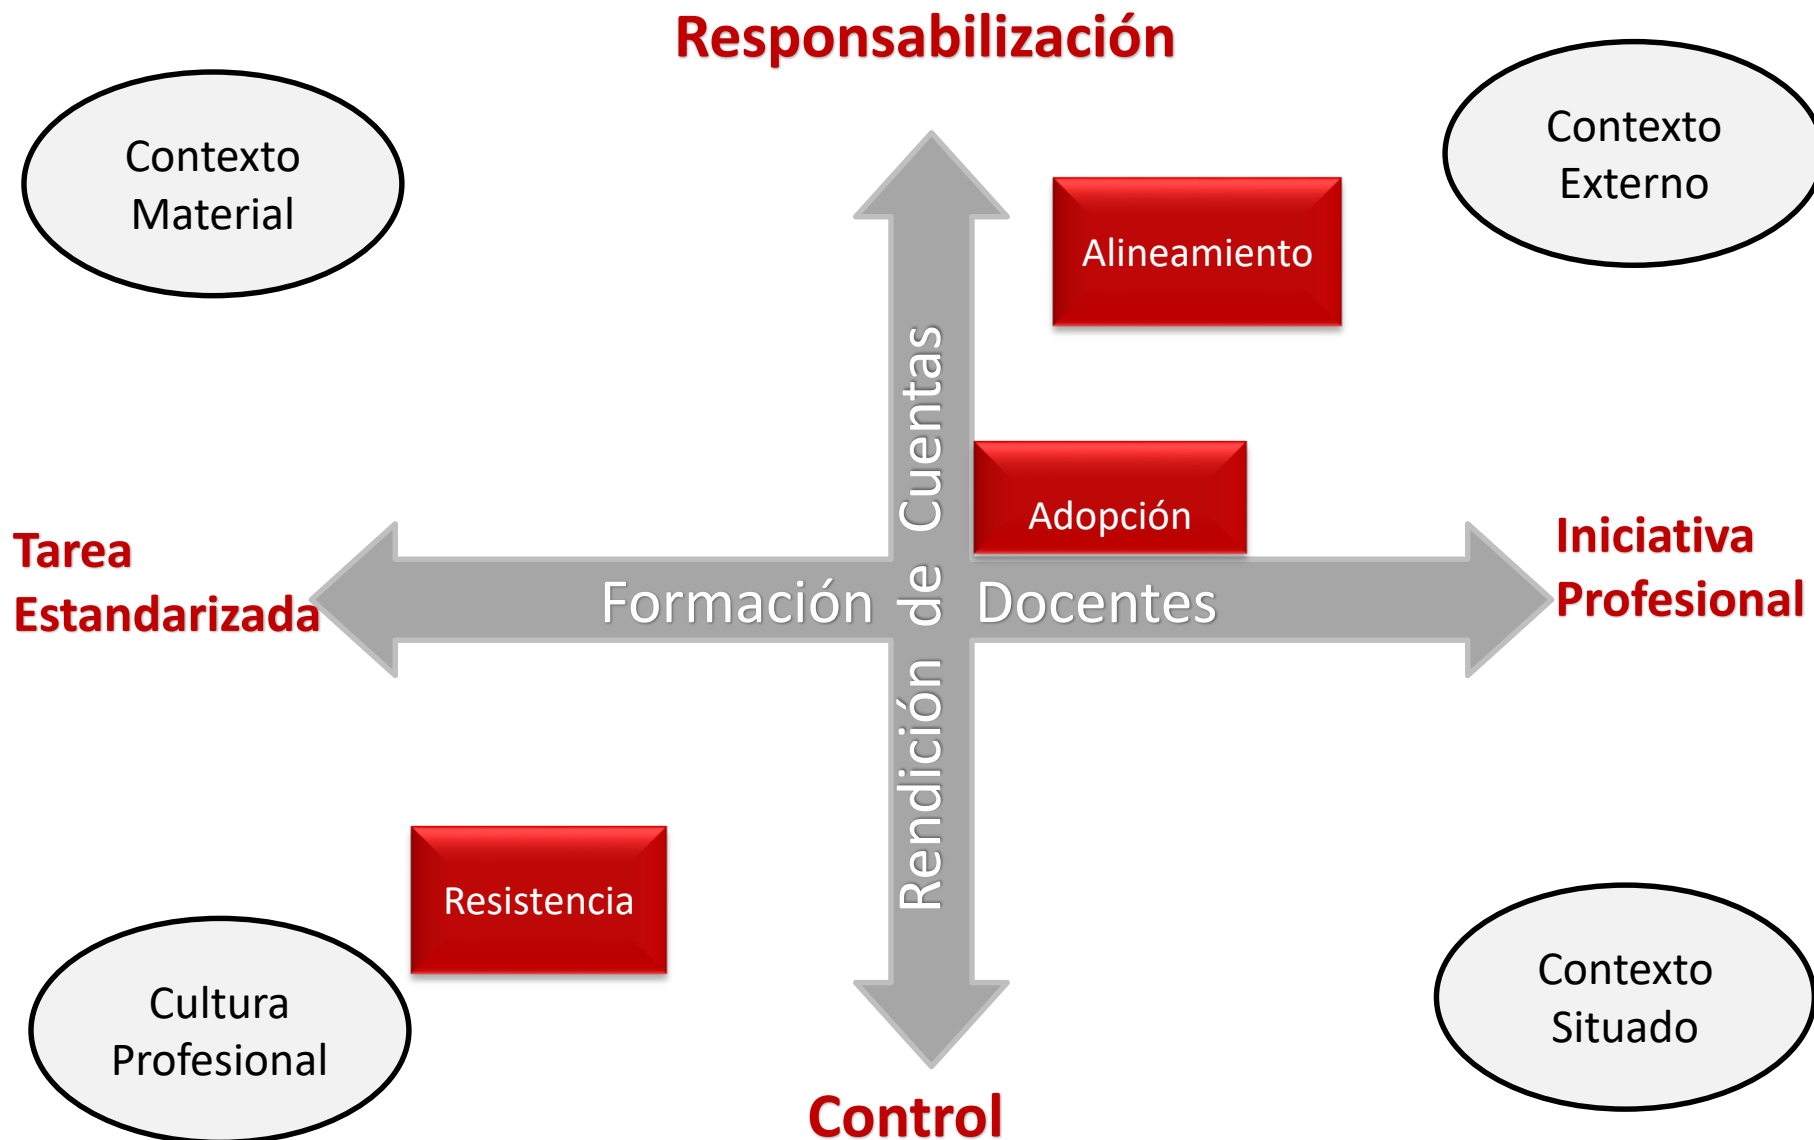 Responsabilización
Contexto
Material
Contexto
Externo
Alineamiento
Adopción
Tarea
Estandarizada
Formación Docentes
Rendición de Cuentas
Iniciativa
Profesional
Resistencia
Cultura
Profesional
Contexto
Situado
Control